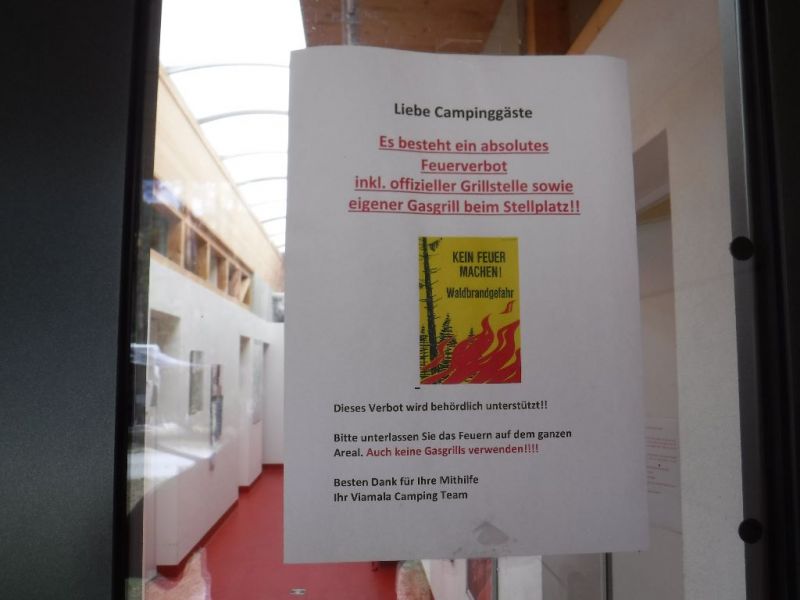 Liebe Campinggäste
Es besteht ein absolutes
Feuerverbot
inkl. offizieller Grillstelle sowie
eigener Gasgrill beim Stellplatz!!
KEIN FEUER
MACHEN!
Waldbrandgefahr
Dieses Verbot wird behördlich unterstützt!!
Bitte unterlassen Sie das Feuern auf dem ganzen
Areal. Auch keine Gasgrills verwenden!!!!
Besten Dank für Ihre Mithilfe
Ihr Viamala Camping Team